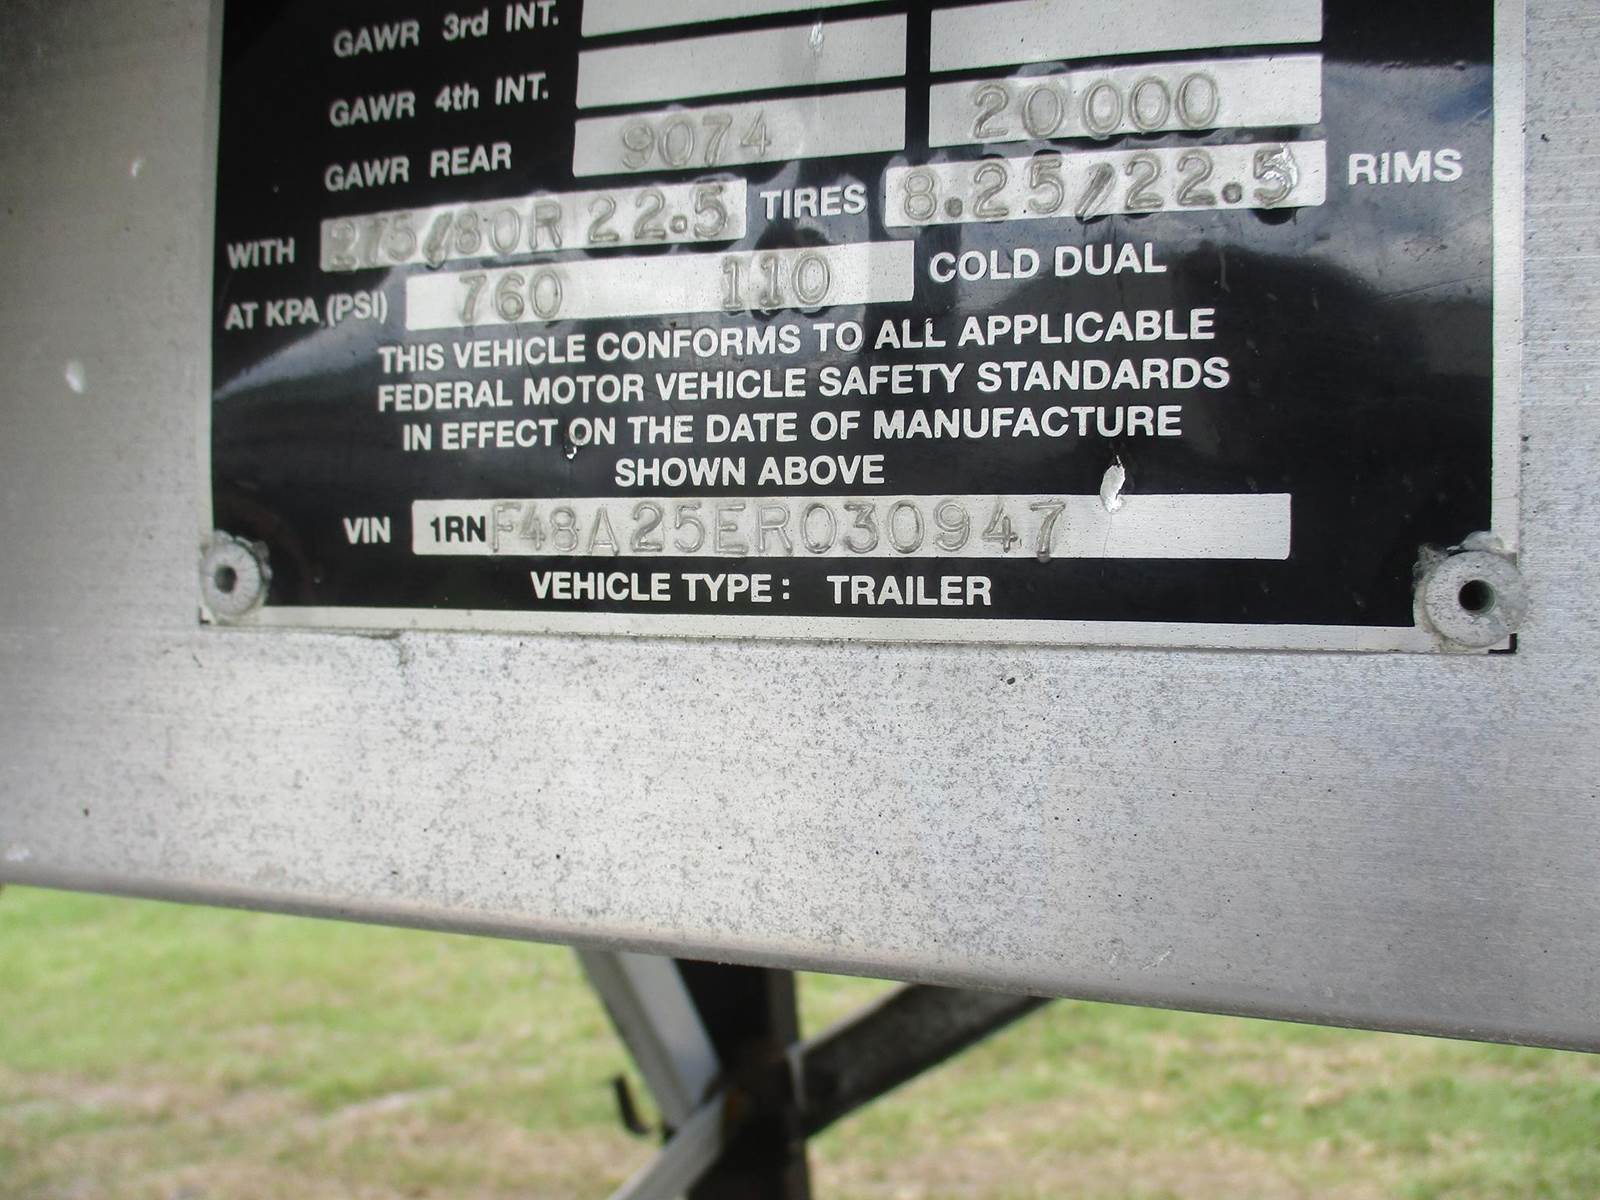 GAWR 3rd INT.
GAWR 4th INT.
GAWR REAR 9074 20000
WITH 275/80R 22.5 TIRES 8.25/22.5 RIMS
AT KPA (PSI) 760 110 COLD DUAL
THIS VEHICLE CONFORMS TO ALL APPLICABLE
FEDERAL MOTOR VEHICLE SAFETY STANDARDS
IN EFFECT ON THE DATE OF MANUFACTURE
SHOWN ABOVE
VIN 1RNF48A25ER030947
VEHICLE TYPE: TRAILER